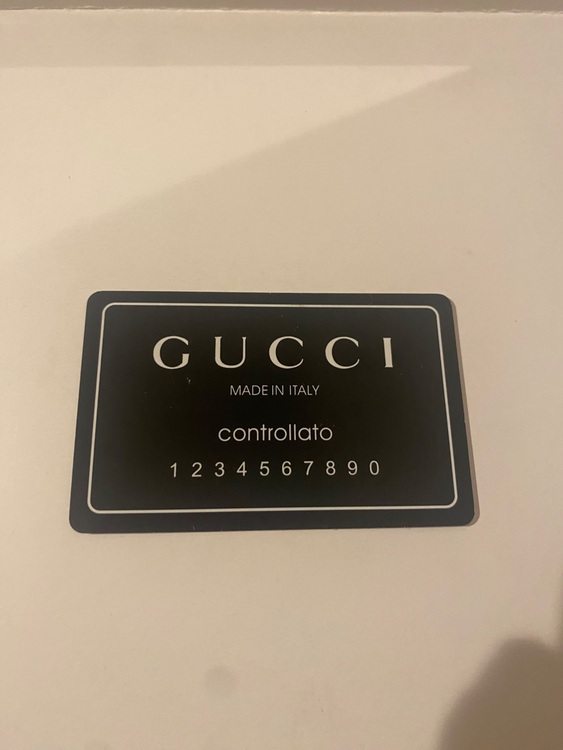 GUCCI
MADE IN ITALY
controllato
1 2 3 4 5 6 7 8 9 0